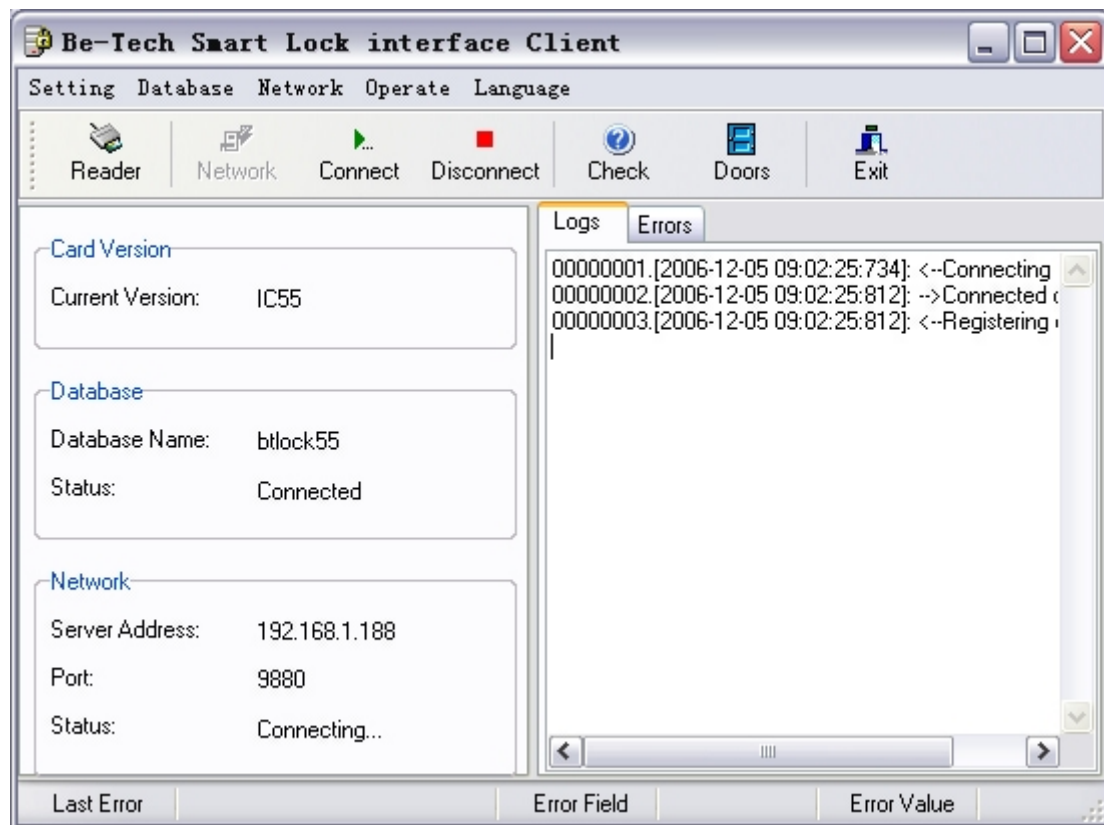 Be-Tech Smart Lock interface Client
Setting Database Network Operate Language
Reader Network Connect Disconnect Check Doors Exit
Card Version
Current Version: IC55
Database
Database Name: btlock55
Status: Connected
Network
Server Address: 192.168.1.188
Port: 9880
Status: Connecting...
Logs Errors
00000001.[2006-12-05 09:02:25:734]: <--Connecting
00000002.[2006-12-05 09:02:25:812]: -->Connected
00000003.[2006-12-05 09:02:25:812]: <--Registering
Last Error Error Field Error Value